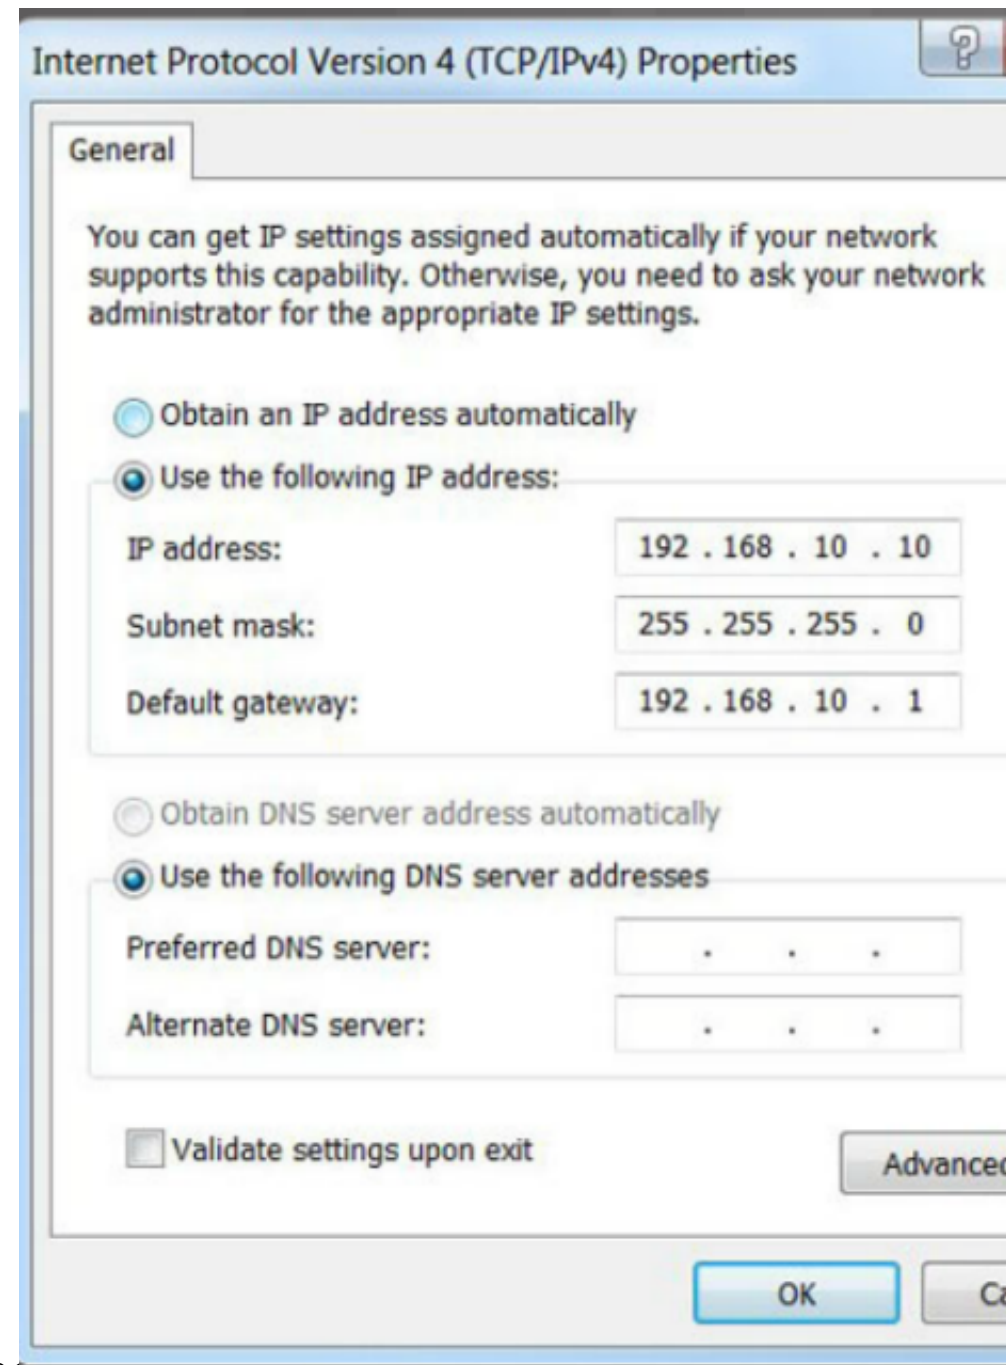 Internet Protocol Version 4 (TCP/IPv4) Properties
General
You can get IP settings assigned automatically if your network
supports this capability. Otherwise, you need to ask your network
administrator for the appropriate IP settings.
Obtain an IP address automatically
Use the following IP address:
IP address: 192 . 168 . 10 . 10
Subnet mask: 255 . 255 . 255 . 0
Default gateway: 192 . 168 . 10 . 1
Obtain DNS server address automatically
Use the following DNS server addresses
Preferred DNS server: . . .
Alternate DNS server: . . .
Validate settings upon exit
Advanced
OK
Ca